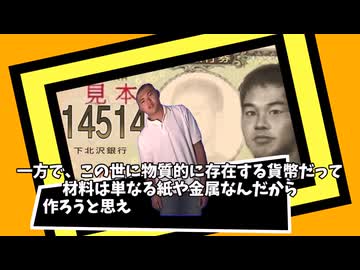 見本
14514
下北沢銀行
一方で、この世に物質的に存在する貨幣だって
材料は単なる紙や金属なんだから
作ろうと思え